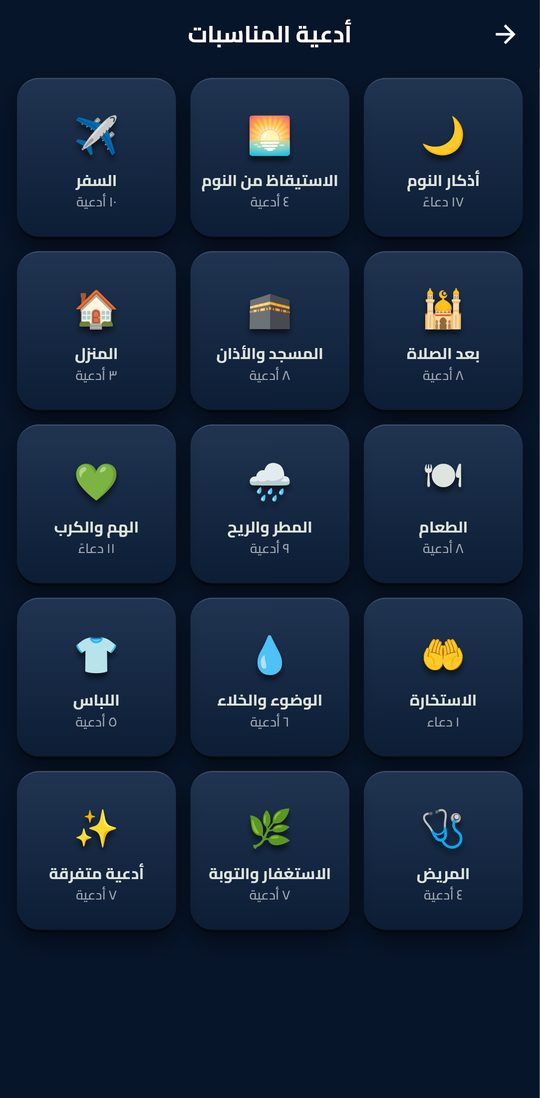 أدعية المناسبات
أذكار النوم
١٧ دعاءً
الاستيقاظ من النوم
٤ أدعية
السفر
١٠ أدعية
بعد الصلاة
٨ أدعية
المسجد والأذان
٨ أدعية
المنزل
٣ أدعية
الطعام
٨ أدعية
المطر والريح
٩ أدعية
الهم والكرب
١١ دعاءً
الاستخارة
١ دعاء
الوضوء والخلاء
٦ أدعية
اللباس
٥ أدعية
المريض
٤ أدعية
الاستغفار والتوبة
٧ أدعية
أدعية متفرقة
٧ أدعية